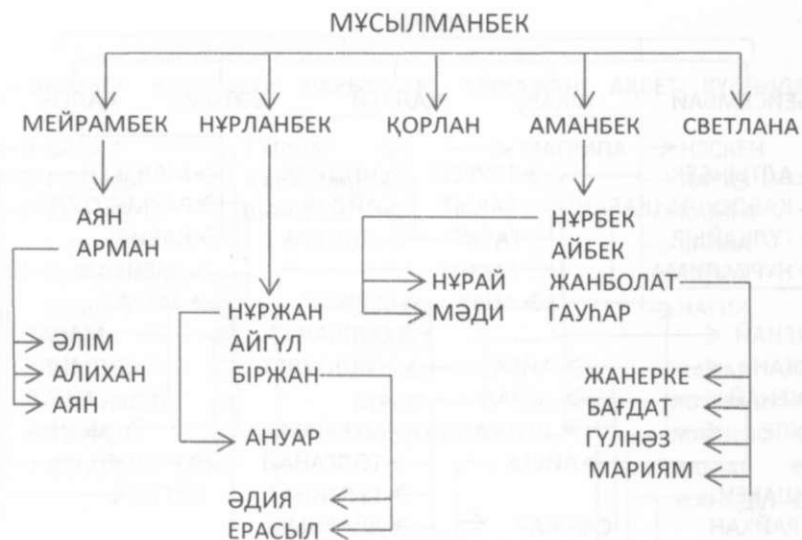 МҰСЫЛМАНБЕК
МЕЙРАМБЕК НҰРЛАНБЕК ҚОРЛАН АМАНБЕК СВЕТЛАНА
АЯН НҰРБЕК
АРМАН АЙБЕК
НҰРАЙ ЖАНБОЛАТ
НҰРЖАН МӘДИ ГАУҺАР
ӘЛІМ АЙГҮЛ
АЛИХАН БІРЖАН ЖАНЕРКЕ
АЯН БАҒДАТ
АНУАР ГҮЛНӘЗ
МАРИЯМ
ӘДИЯ
ЕРАСЫЛ